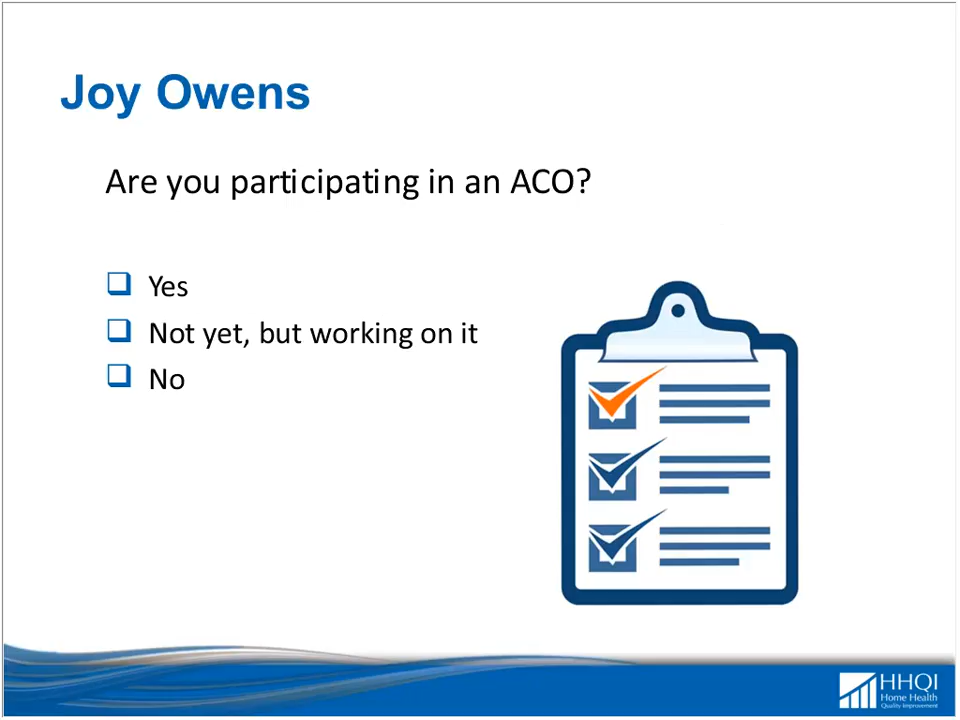 Joy Owens
Are you participating in an ACO?
Yes
Not yet, but working on it
No
HHQI
Home Health
Quality Improvement